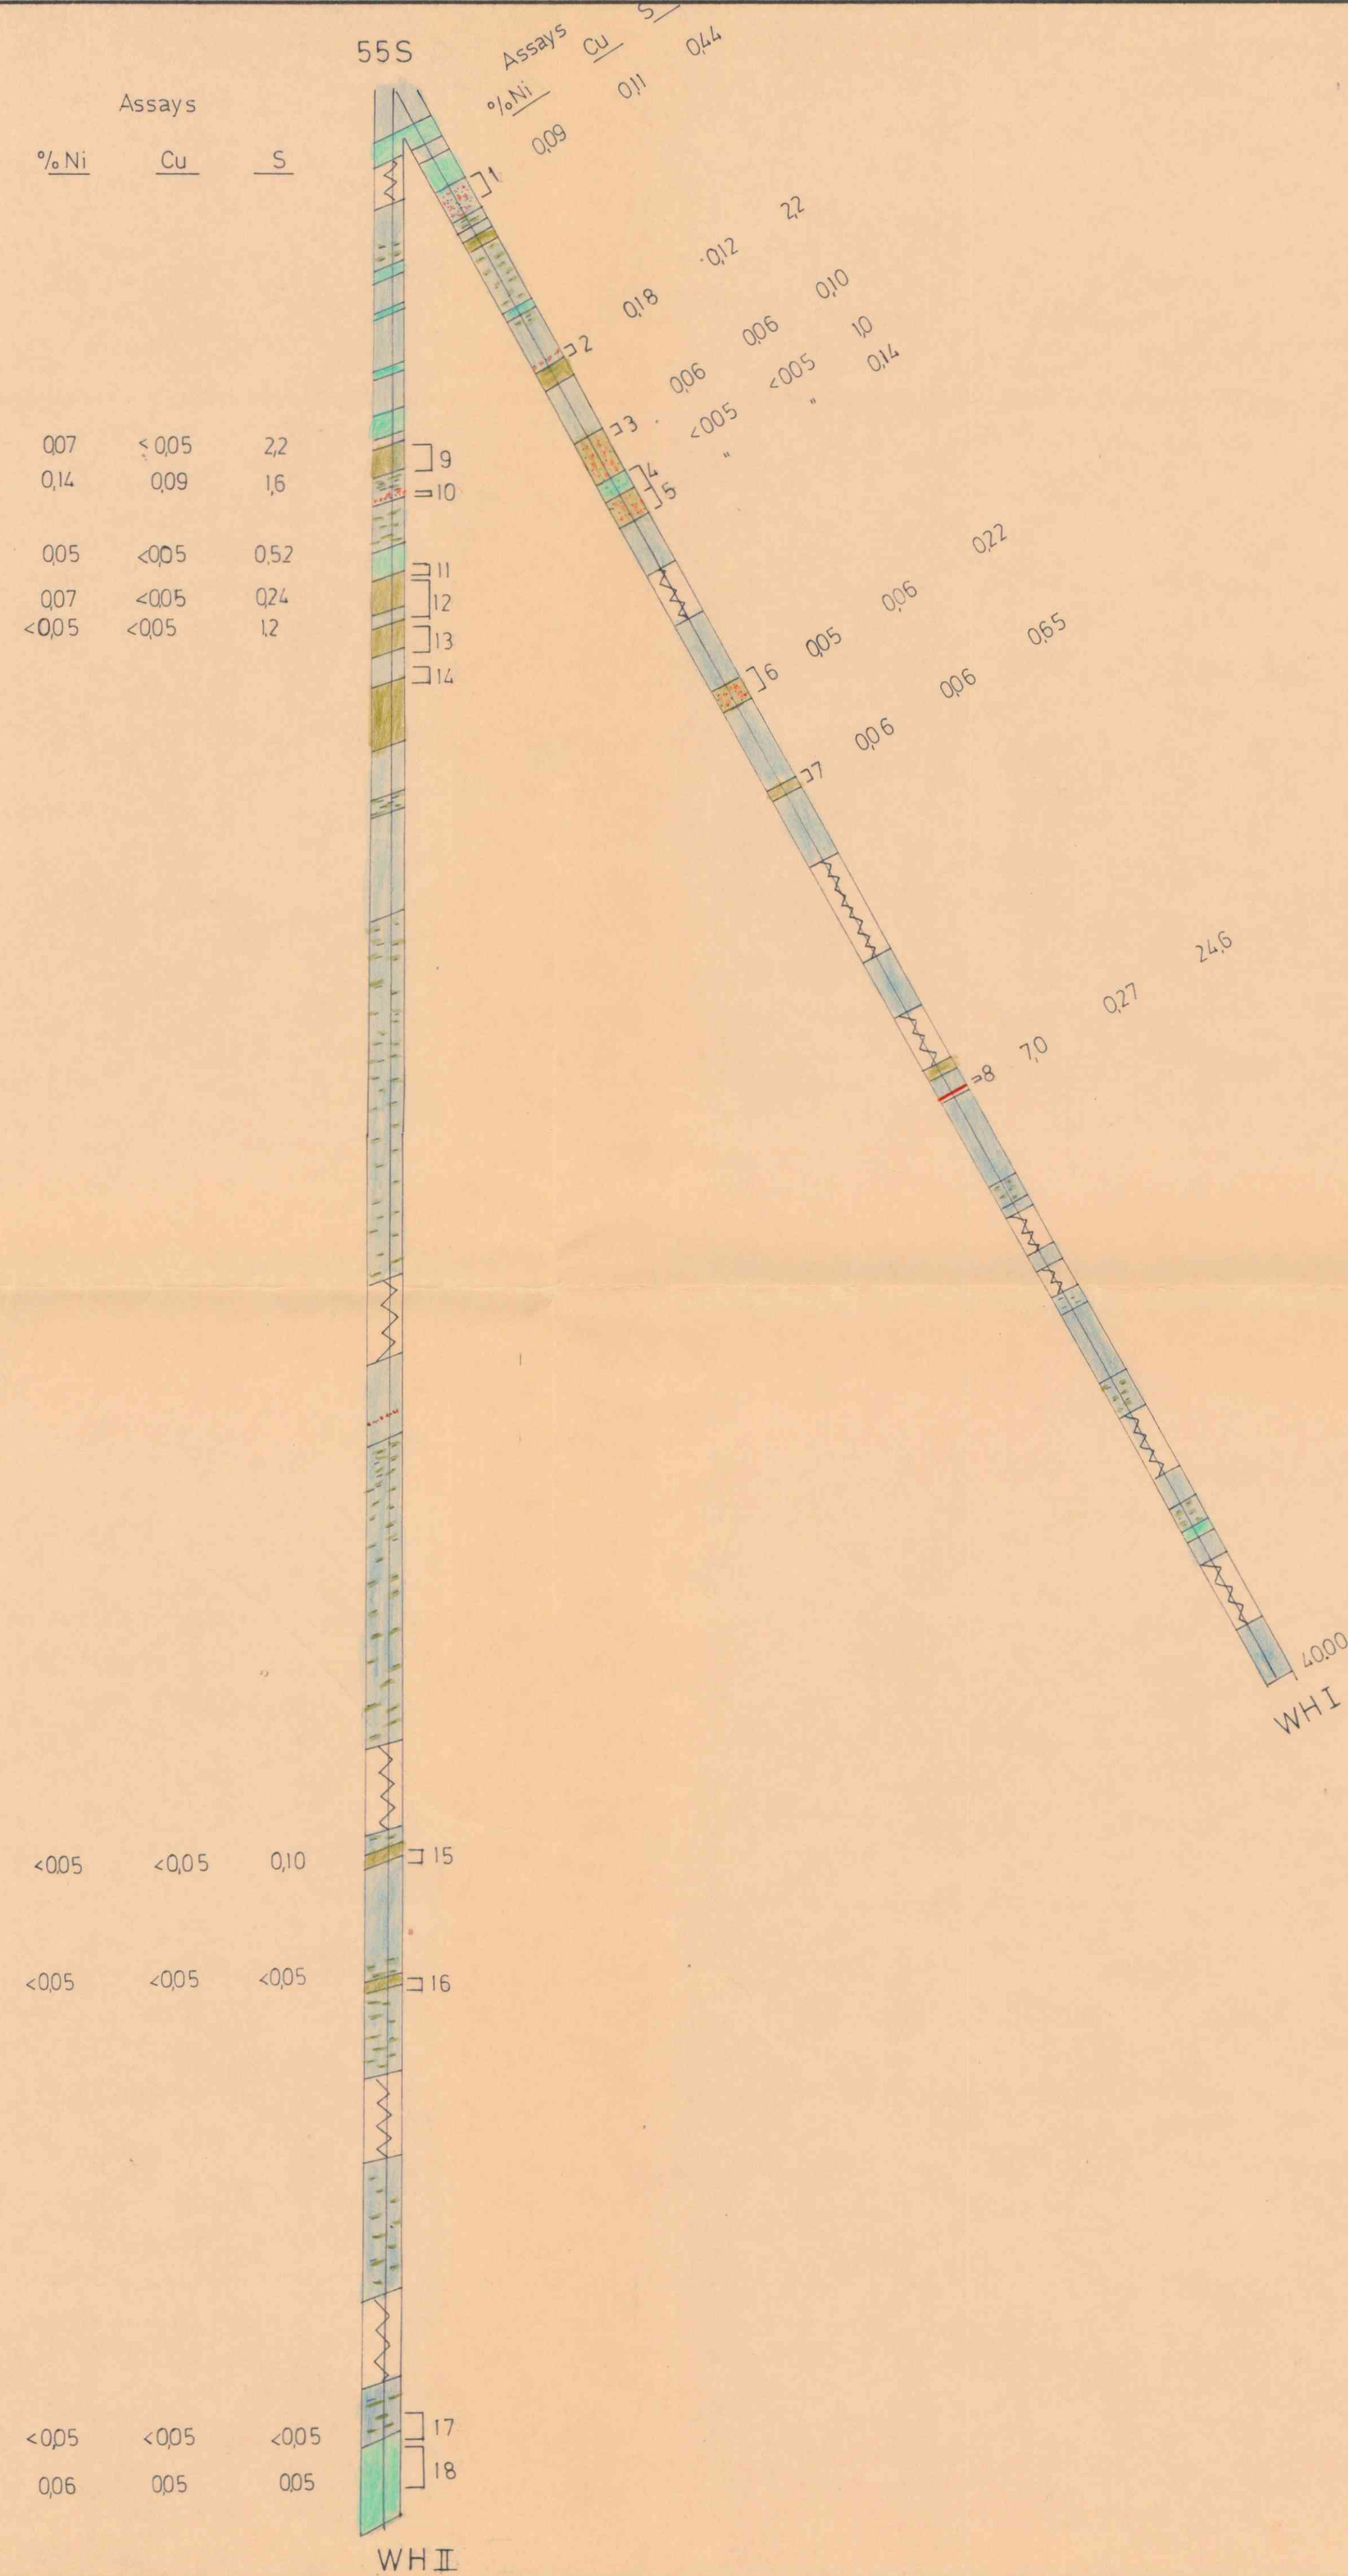 55S
Assays
%Ni Cu S
0,07 <0,05 2,2 9
0,14 0,09 1,6 10
0,05 <0,05 0,52 11
0,07 <0,05 0,24 12
<0,05 <0,05 1,2 13
14
<0,05 <0,05 0,10 15
<0,05 <0,05 <0,05 16
<0,05 <0,05 <0,05 17
0,06 0,05 0,05 18
WH II
Assays
%Ni Cu S
1 0,09 0,11 0,44
2 0,18 0,12 2,2
3 0,06 0,06 0,10
4 <0,05 <0,05 1,0
5 " " 0,14
6 0,05 0,06 0,22
7 0,06 0,06 0,65
8 7,0 0,27 24,6
40,00
WH I